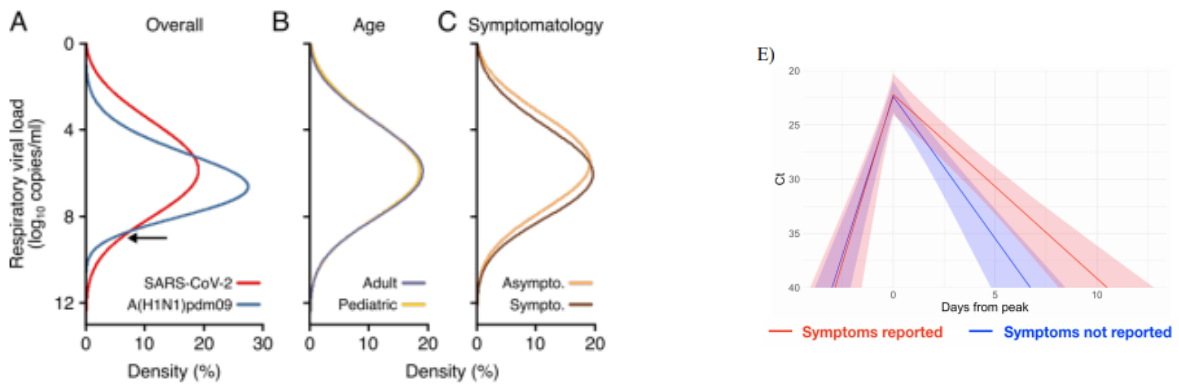 A Overall
B Age
C Symptomatology
Respiratory viral load
(log10 copies/ml)
0
4
8
12
SARS-CoV-2
A(H1N1)pdm09
0 10 20 30
Density (%)
Adult
Pediatric
0 10 20
Density (%)
Asympto.
Sympto.
0 10 20
E)
Ct
20
25
30
35
40
0 5 10
Days from peak
Symptoms reported
Symptoms not reported